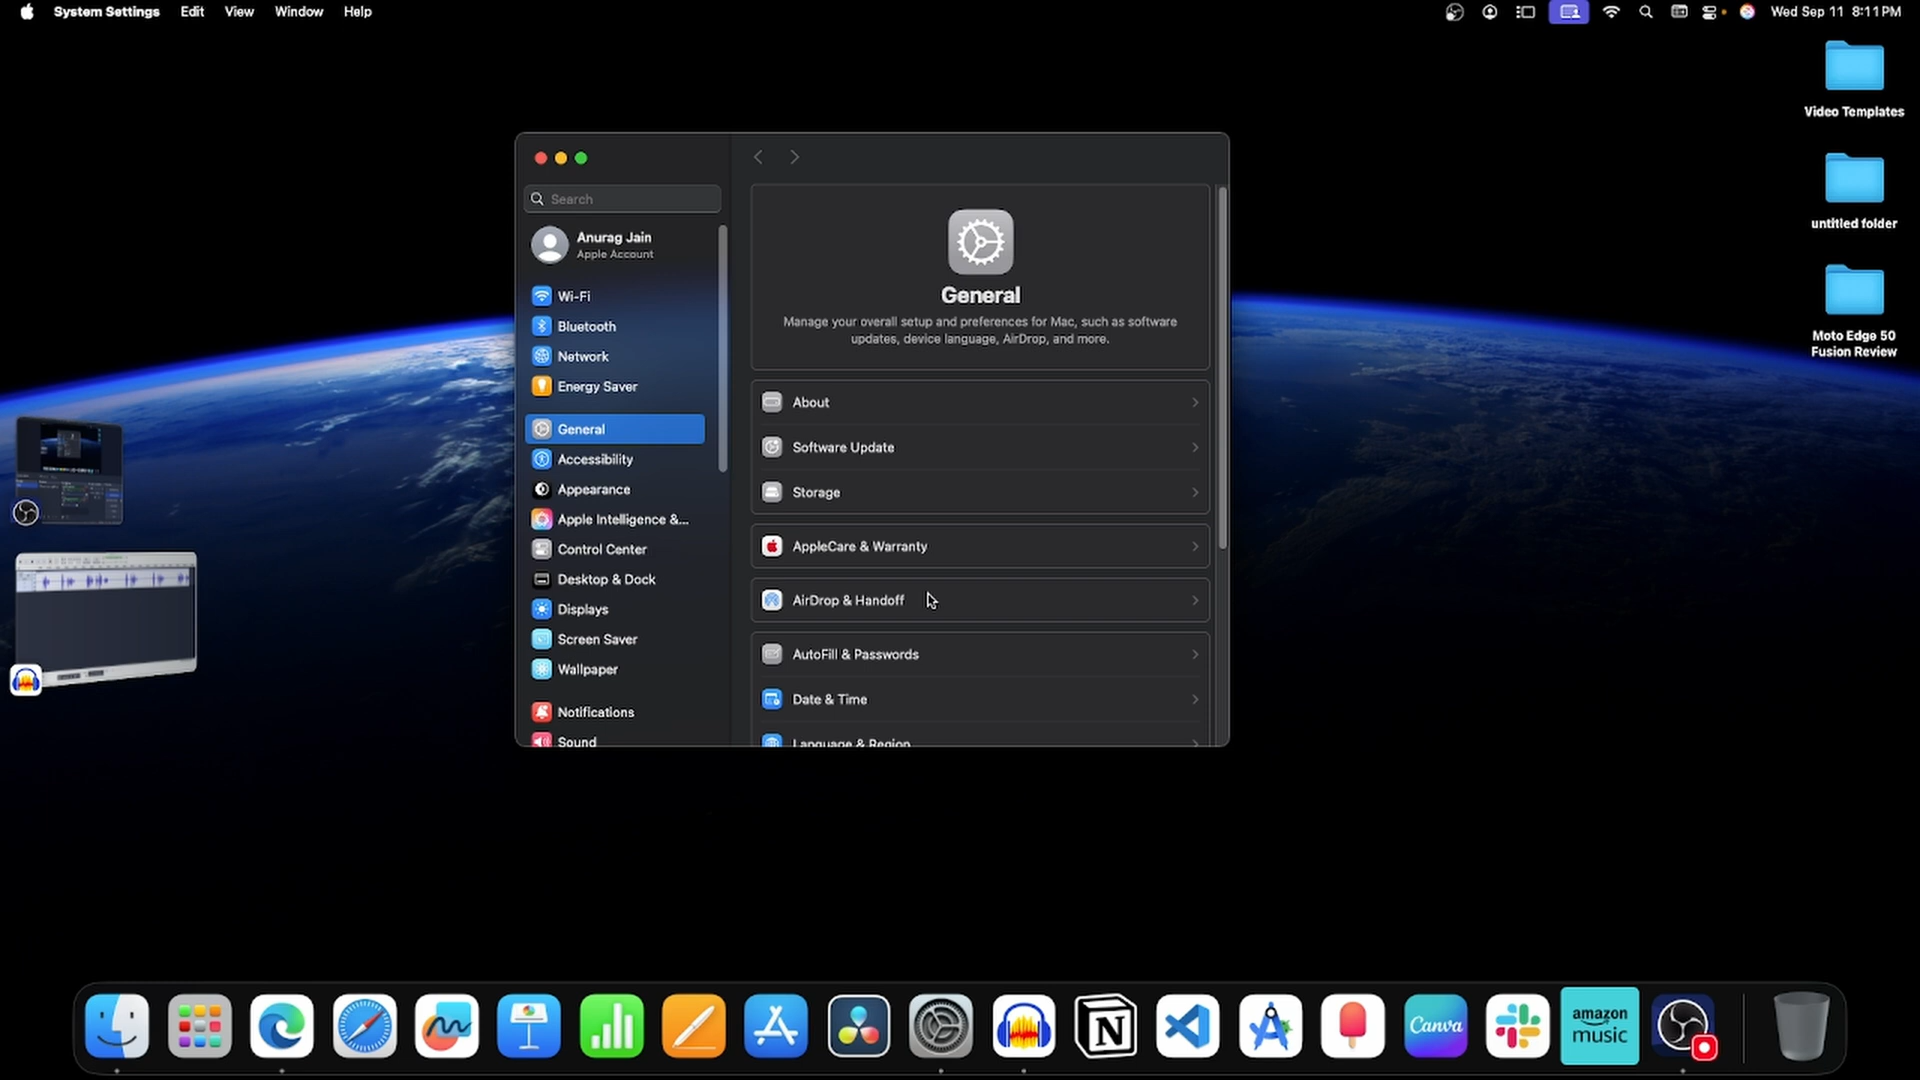 System Settings Edit View Window Help
Wed Sep 11 8:11PM
Video Templates
untitled folder
Moto Edge 50
Fusion Review
Search
Anurag Jain
Apple Account
Wi-Fi
Bluetooth
Network
Energy Saver
General
Accessibility
Appearance
Apple Intelligence &...
Control Center
Desktop & Dock
Displays
Screen Saver
Wallpaper
Notifications
Sound
General
Manage your overall setup and preferences for Mac, such as software
updates, device language, AirDrop, and more.
About
Software Update
Storage
AppleCare & Warranty
AirDrop & Handoff
AutoFill & Passwords
Date & Time
Language & Region
Canva
amazon
music